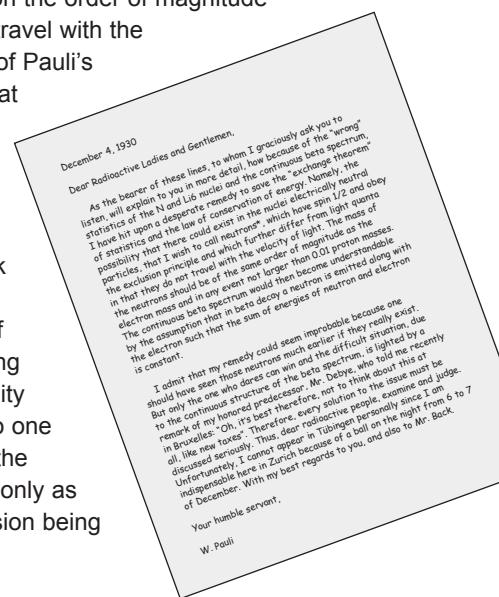 on the order of magnitude
travel with the
of Pauli's
at
December 4, 1930
Dear Radioactive Ladies and Gentlemen,
As the bearer of these lines, to whom I graciously ask you to
listen, will explain to you in more detail, how because of the "wrong"
statistics of the N and Li6 nuclei and the continuous beta spectrum,
I have hit upon a desperate remedy to save the "exchange theorem"
of statistics and the law of conservation of energy. Namely, the
possibility that there could exist in the nuclei electrically neutral
particles, that I wish to call neutrons", which have spin 1/2 and obey
the exclusion principle and which further differ from light quanta
in that they do not travel with the velocity of light. The mass of
the neutrons should be of the same order of magnitude as the
electron mass and in any event not larger than 0.01 proton masses.
The continuous beta spectrum would then become understandable
by the assumption that in beta decay a neutron is emitted along with
the electron such that the sum of energies of neutron and electron
is constant.
I admit that my remedy could seem improbable because one
should have seen those neutrons much earlier if they really exist.
But only the one who dares can win and the difficult situation, due
to the continuous structure of the beta spectrum, is lighted by a
remark of my honored predecessor, Mr. Debye, who told me recently
in Bruxelles: "Oh, it's best therefore, not to think about this at
all, like new taxes". Therefore, every solution to the issue must be
discussed seriously. Thus, dear radioactive people, examine and judge.
Unfortunately, I cannot appear in Tübingen personally since I am
indispensable here in Zurich because of a ball on the night from 6 to 7
of December. With my best regards to you, and also to Mr. Back.
Your humble servant,
W. Pauli
k
f
ng
ity
o one
the
only as
sion being